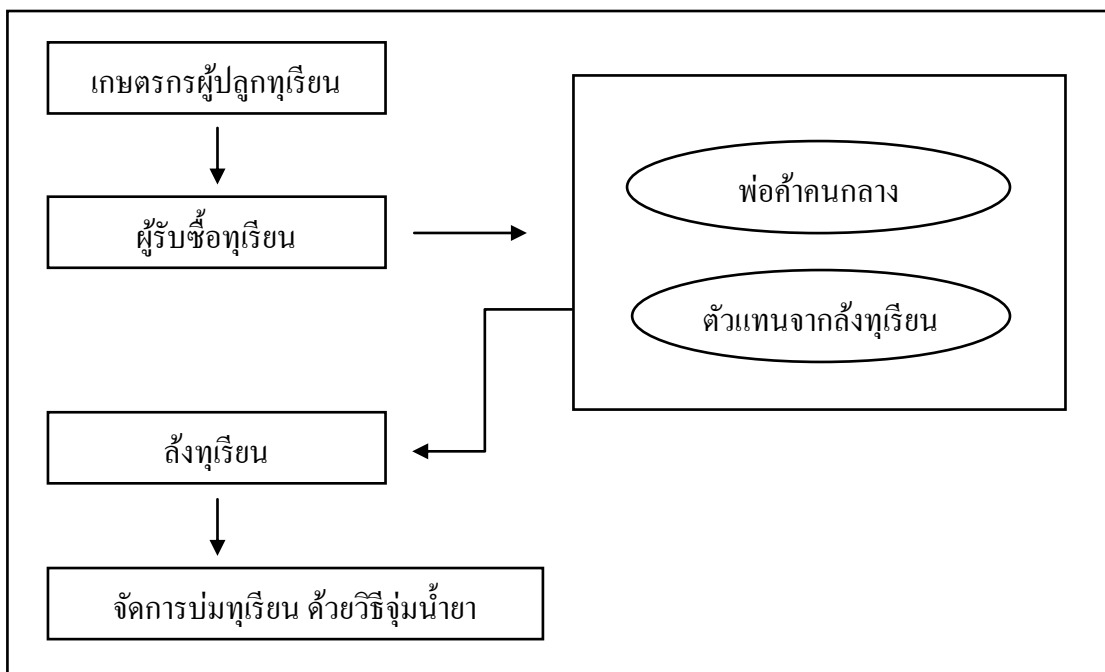 เกษตรกรผู้ปลูกทุเรียน
ผู้รับซื้อทุเรียน
พ่อค้าคนกลาง
ตัวแทนจากล้งทุเรียน
ล้งทุเรียน
จัดการบ่มทุเรียน ด้วยวิธีจุ่มน้ำยา